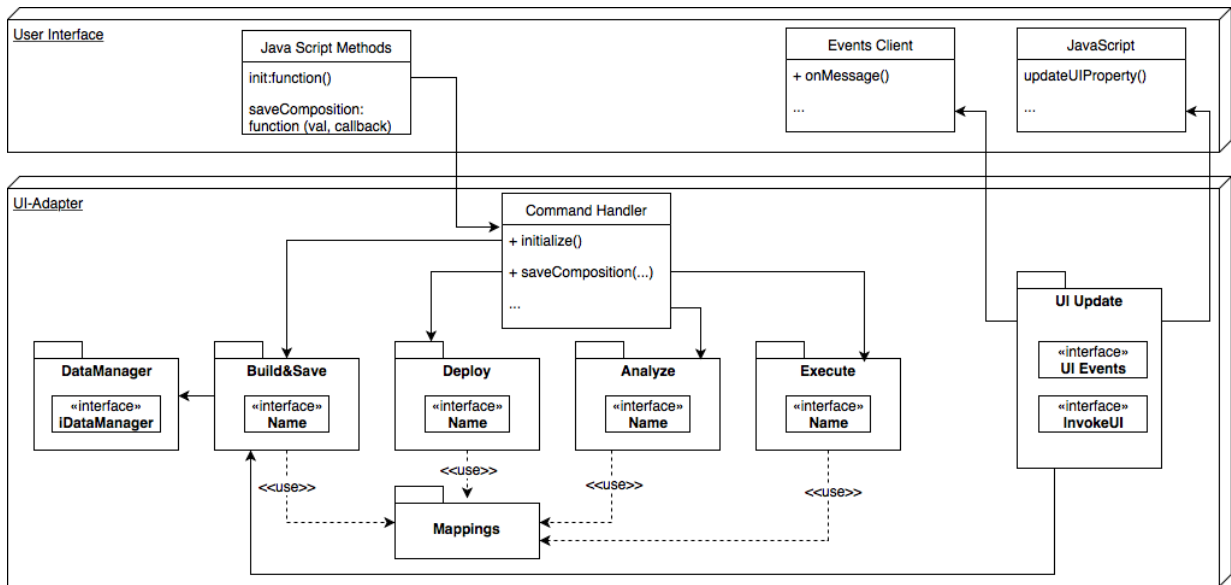 User Interface
Java Script Methods
init:function()
saveComposition:
function (val, callback)
Events Client
+ onMessage()
...
JavaScript
updateUIProperty()
...
UI-Adapter
Command Handler
+ initialize()
+ saveComposition(...)
...
DataManager
«interface»
iDataManager
Build&Save
«interface»
Name
Deploy
«interface»
Name
Analyze
«interface»
Name
Execute
«interface»
Name
UI Update
«interface»
UI Events
«interface»
InvokeUI
<<use>>
<<use>>
<<use>>
<<use>>
Mappings